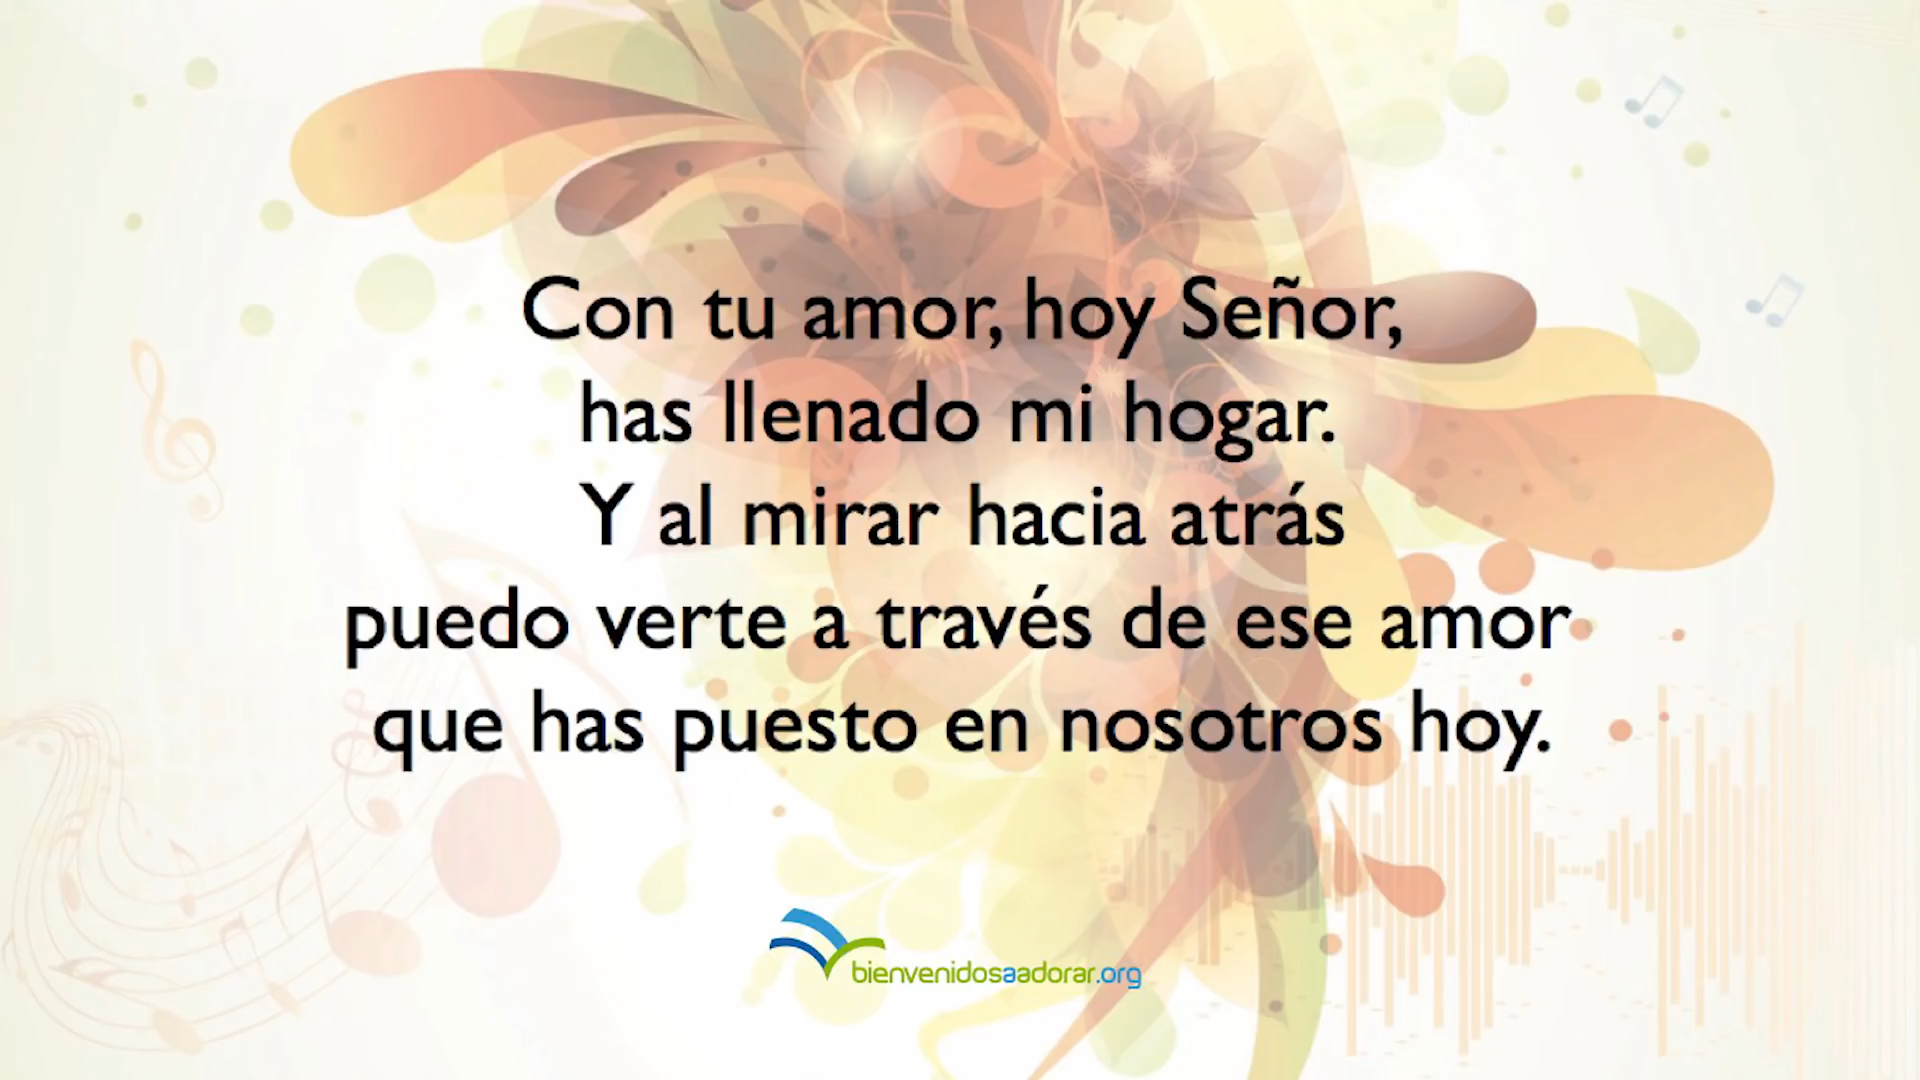 Con tu amor, hoy Señor,
has llenado mi hogar.
Y al mirar hacia atrás
puedo verte a través de ese amor
que has puesto en nosotros hoy.
bienvenidosaadorar.org